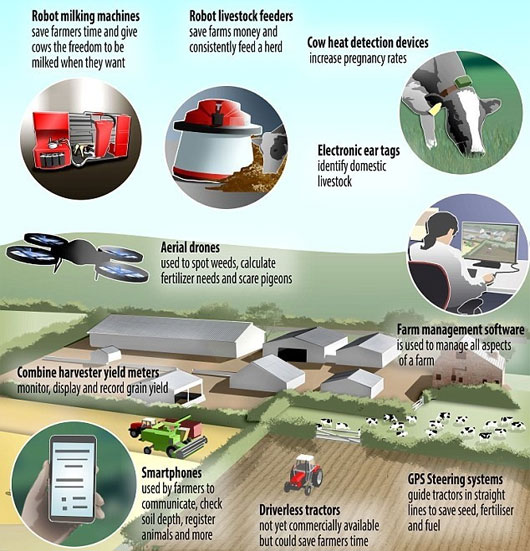 Robot milking machines
save farmers time and give
cows the freedom to be
milked when they want
Robot livestock feeders
save farms money and
consistently feed a herd
Cow heat detection devices
increase pregnancy rates
Electronic ear tags
identify domestic
livestock
Aerial drones
used to spot weeds, calculate
fertilizer needs and scare pigeons
Farm management software
is used to manage all aspects
of a farm
Combine harvester yield meters
monitor, display and record grain yield
Smartphones
used by farmers to
communicate, check
soil depth, register
animals and more
Driverless tractors
not yet commercially available
but could save farmers time
GPS Steering systems
guide tractors in straight
lines to save seed, fertiliser
and fuel